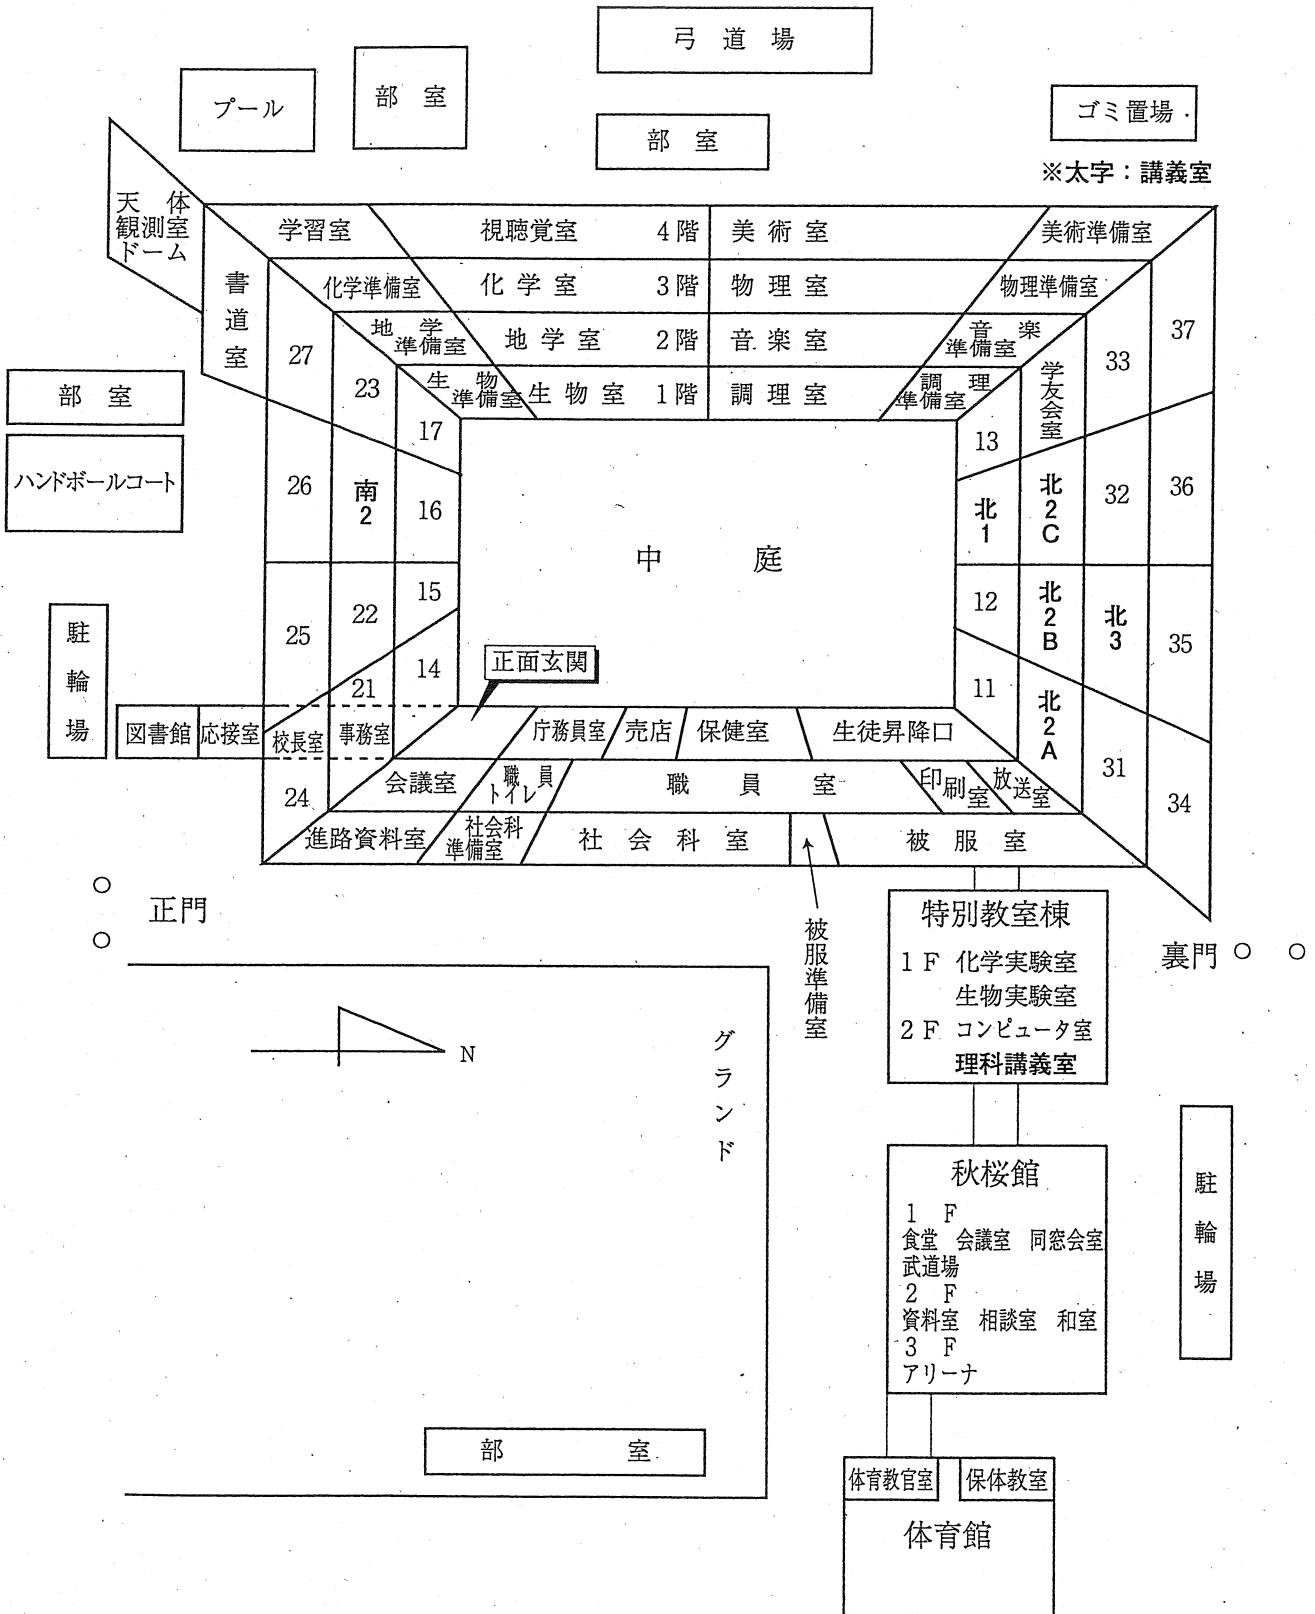 弓道場
部室
プール
ゴミ置場
部室
※太字：講義室
天体
観測室
ドーム
学習室
視聴覚室
4階
美術室
美術準備室
書道室
化学準備室
化学室
3階
物理室
物理準備室
37
地学
準備室
地学室
2階
音楽室
音楽
準備室
33
27
23
生物
準備室
生物室
1階
調理室
調理
準備室
学友会室
部室
17
13
ハンドボールコート
26
南2
16
中庭
北1
北2C
32
36
駐輪場
25
22
15
12
北2B
北3
35
21
14
正面玄関
11
北2A
図書館
応接室
校長室
事務室
庁務員室
売店
保健室
生徒昇降口
31
24
会議室
職員
トイレ
職員室
印刷室
放送室
34
進路資料室
社会科
準備室
社会科室
被服準備室
被服室
正門
裏門
特別教室棟
1F 化学実験室
生物実験室
2F コンピュータ室
理科講義室
N
グランド
秋桜館
1 F
食堂 会議室 同窓会室
武道場
2 F
資料室 相談室 和室
3 F
アリーナ
駐輪場
部室
体育教官室
保体教室
体育館